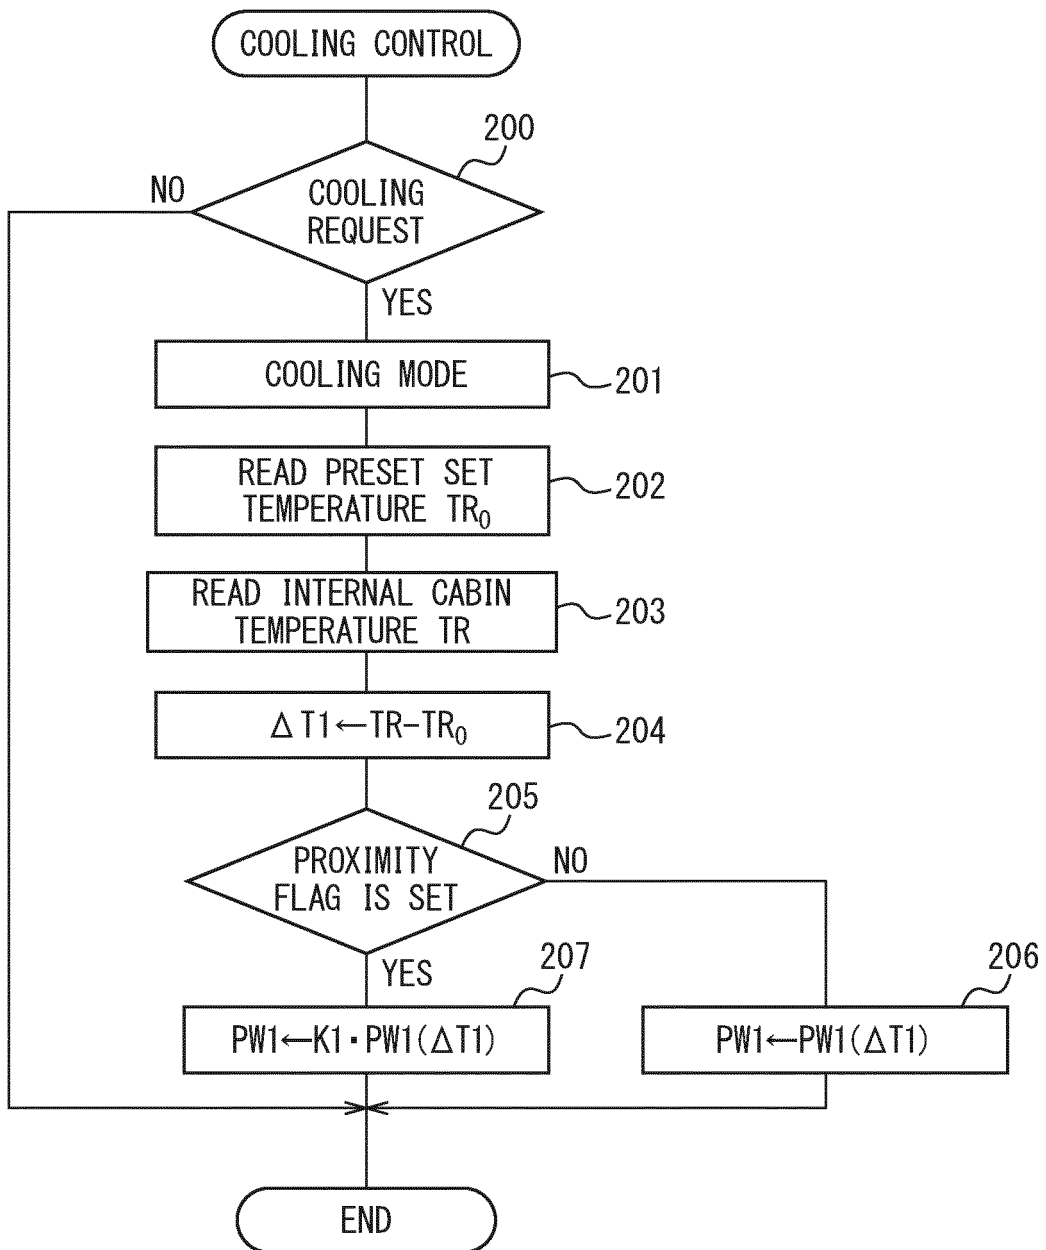 COOLING CONTROL
200
NO
COOLING
REQUEST
YES
COOLING MODE
201
READ PRESET SET
TEMPERATURE TR₀
202
READ INTERNAL CABIN
TEMPERATURE TR
203
ΔT1←TR-TR₀
204
205
PROXIMITY
FLAG IS SET
NO
YES
207
206
PW1←K1・PW1(ΔT1)
PW1←PW1(ΔT1)
END